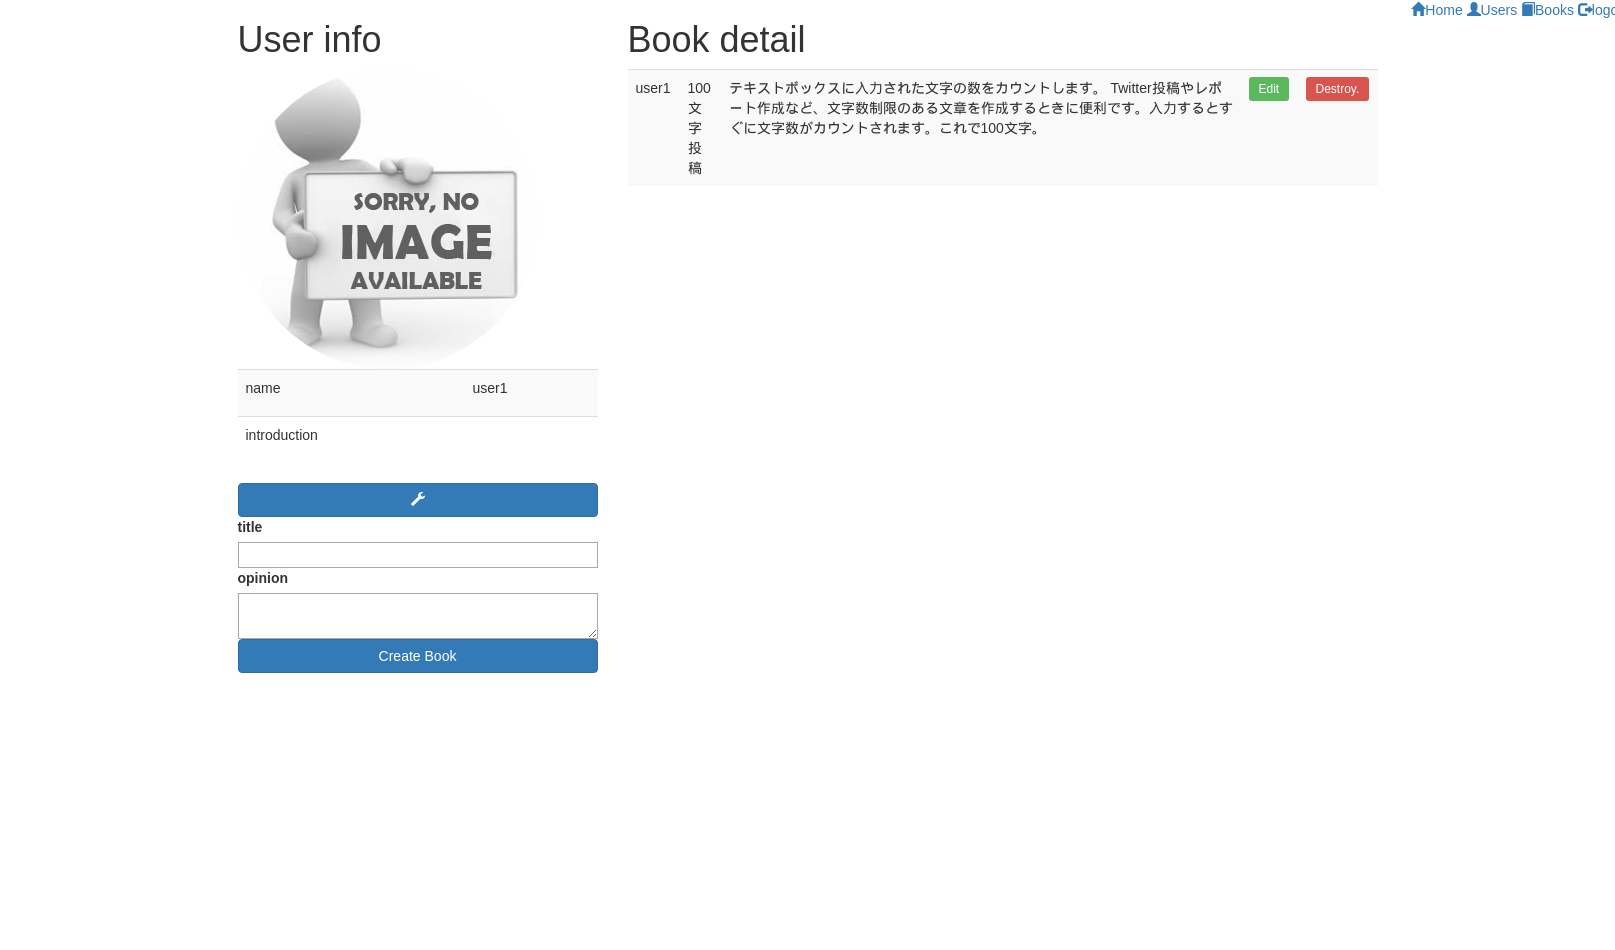 Home Users Books logo
User info
SORRY, NO
IMAGE
AVAILABLE
name user1
introduction
title
opinion
Create Book
Book detail
user1
100
文
字
投
稿
テキストボックスに入力された文字の数をカウントします。 Twitter投稿やレポ
ート作成など、文字数制限のある文章を作成するときに便利です。入力するとす
ぐに文字数がカウントされます。これで100文字。
Edit
Destroy.